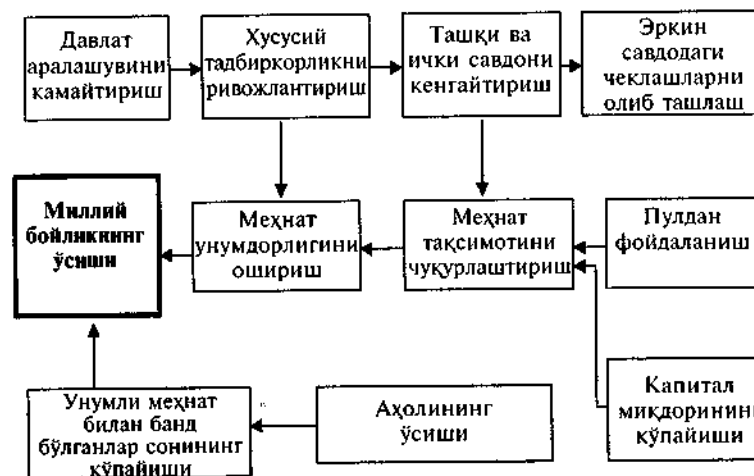 Давлат
аралашувини
камайтириш
Хусусий
тадбиркорликни
ривожлантириш
Ташқи ва
ички савдони
кенгайтириш
Эркин
савдодаги
чеклашларни
олиб ташлаш
Миллий
бойликнинг
ўсиши
Меҳнат
унумдорлигини
ошириш
Меҳнат
тақсимотини
чуқурлаштириш
Пулдан
фойдаланиш
Унумли меҳнат
билан банд
бўлганлар сонининг
кўпайиши
Аҳолининг
ўсиши
Капитал
миқдорининг
кўпайиши